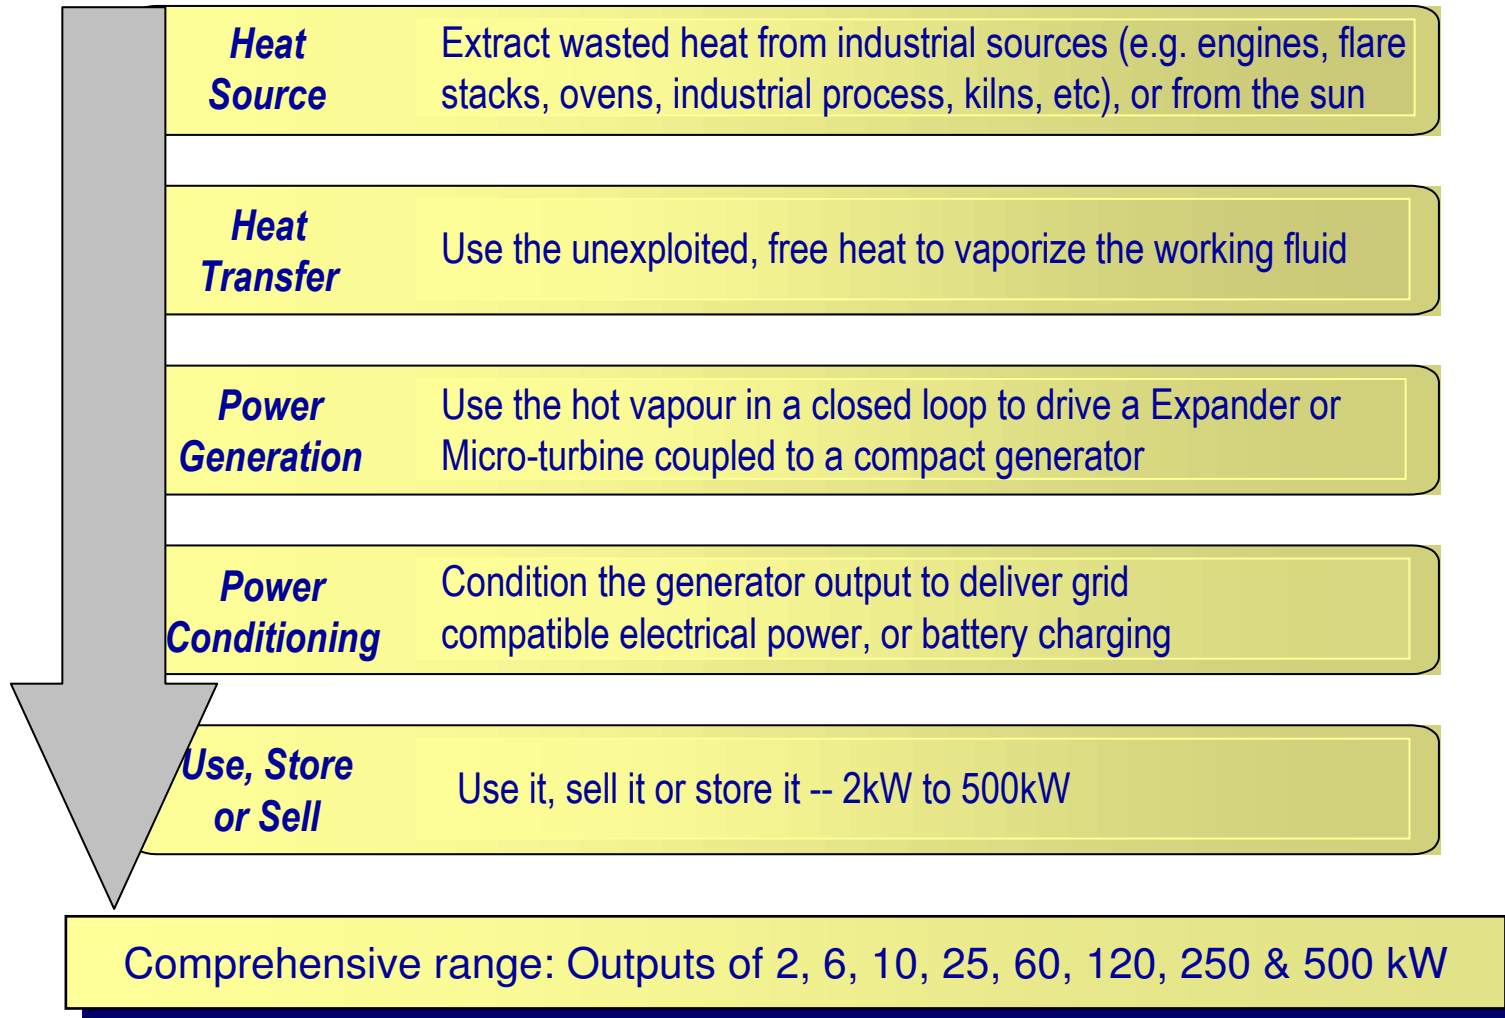 Heat
Source
Extract wasted heat from industrial sources (e.g. engines, flare
stacks, ovens, industrial process, kilns, etc), or from the sun
Heat
Transfer
Use the unexploited, free heat to vaporize the working fluid
Power
Generation
Use the hot vapour in a closed loop to drive a Expander or
Micro-turbine coupled to a compact generator
Power
Conditioning
Condition the generator output to deliver grid
compatible electrical power, or battery charging
Use, Store
or Sell
Use it, sell it or store it -- 2kW to 500kW
Comprehensive range: Outputs of 2, 6, 10, 25, 60, 120, 250 & 500 kW